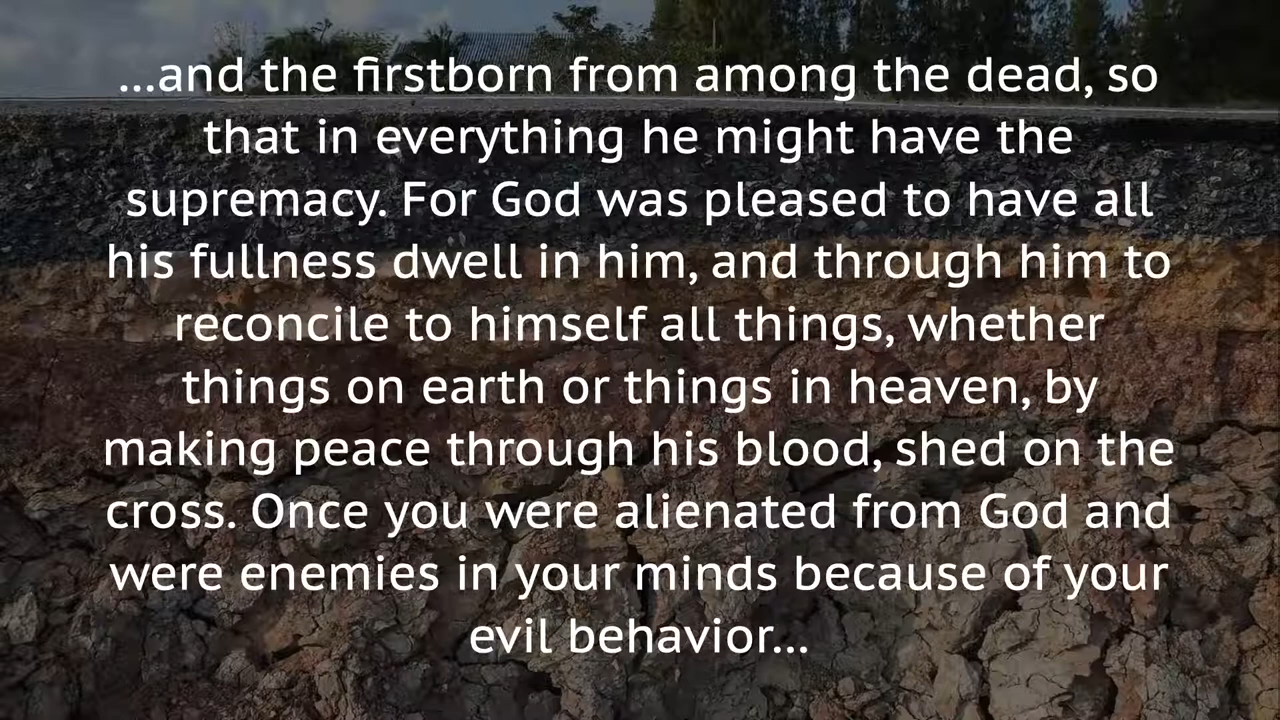 ...and the firstborn from among the dead, so
that in everything he might have the
supremacy. For God was pleased to have all
his fullness dwell in him, and through him to
reconcile to himself all things, whether
things on earth or things in heaven, by
making peace through his blood, shed on the
cross. Once you were alienated from God and
were enemies in your minds because of your
evil behavior...